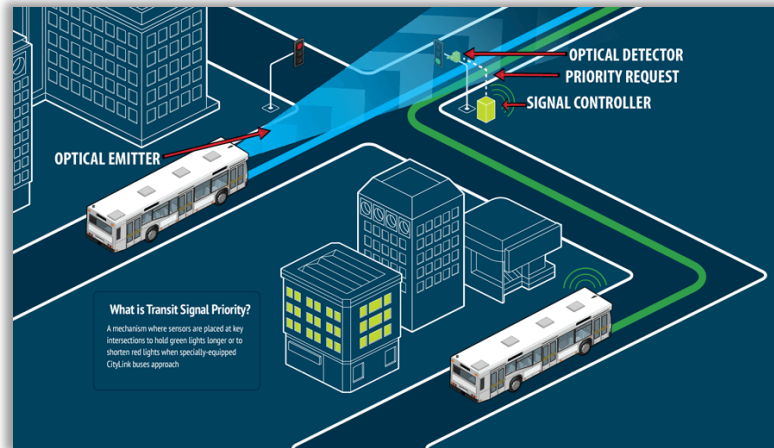 OPTICAL DETECTOR
PRIORITY REQUEST
SIGNAL CONTROLLER
OPTICAL EMITTER
What is Transit Signal Priority?
A mechanism where sensors are placed at key
intersections to hold green lights longer or to
shorten red lights when specially-equipped
CityLink buses approach